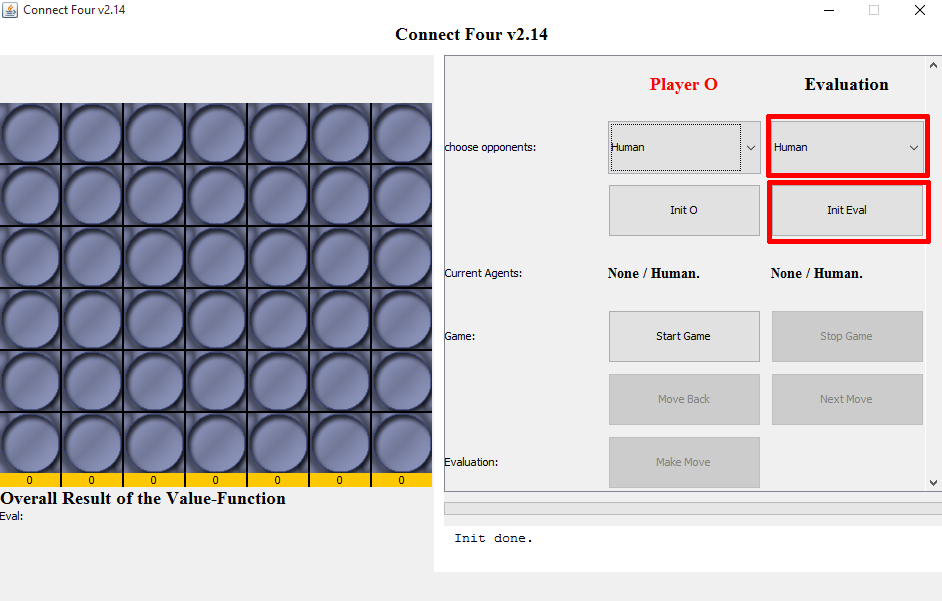 Connect Four v2.14
Connect Four v2.14
Player O Evaluation
choose opponents: Human Human
Init O Init Eval
Current Agents: None / Human. None / Human.
Game: Start Game Stop Game
Move Back Next Move
Evaluation: Make Move
0 0 0 0 0 0 0
Overall Result of the Value-Function
Eval:
Init done.